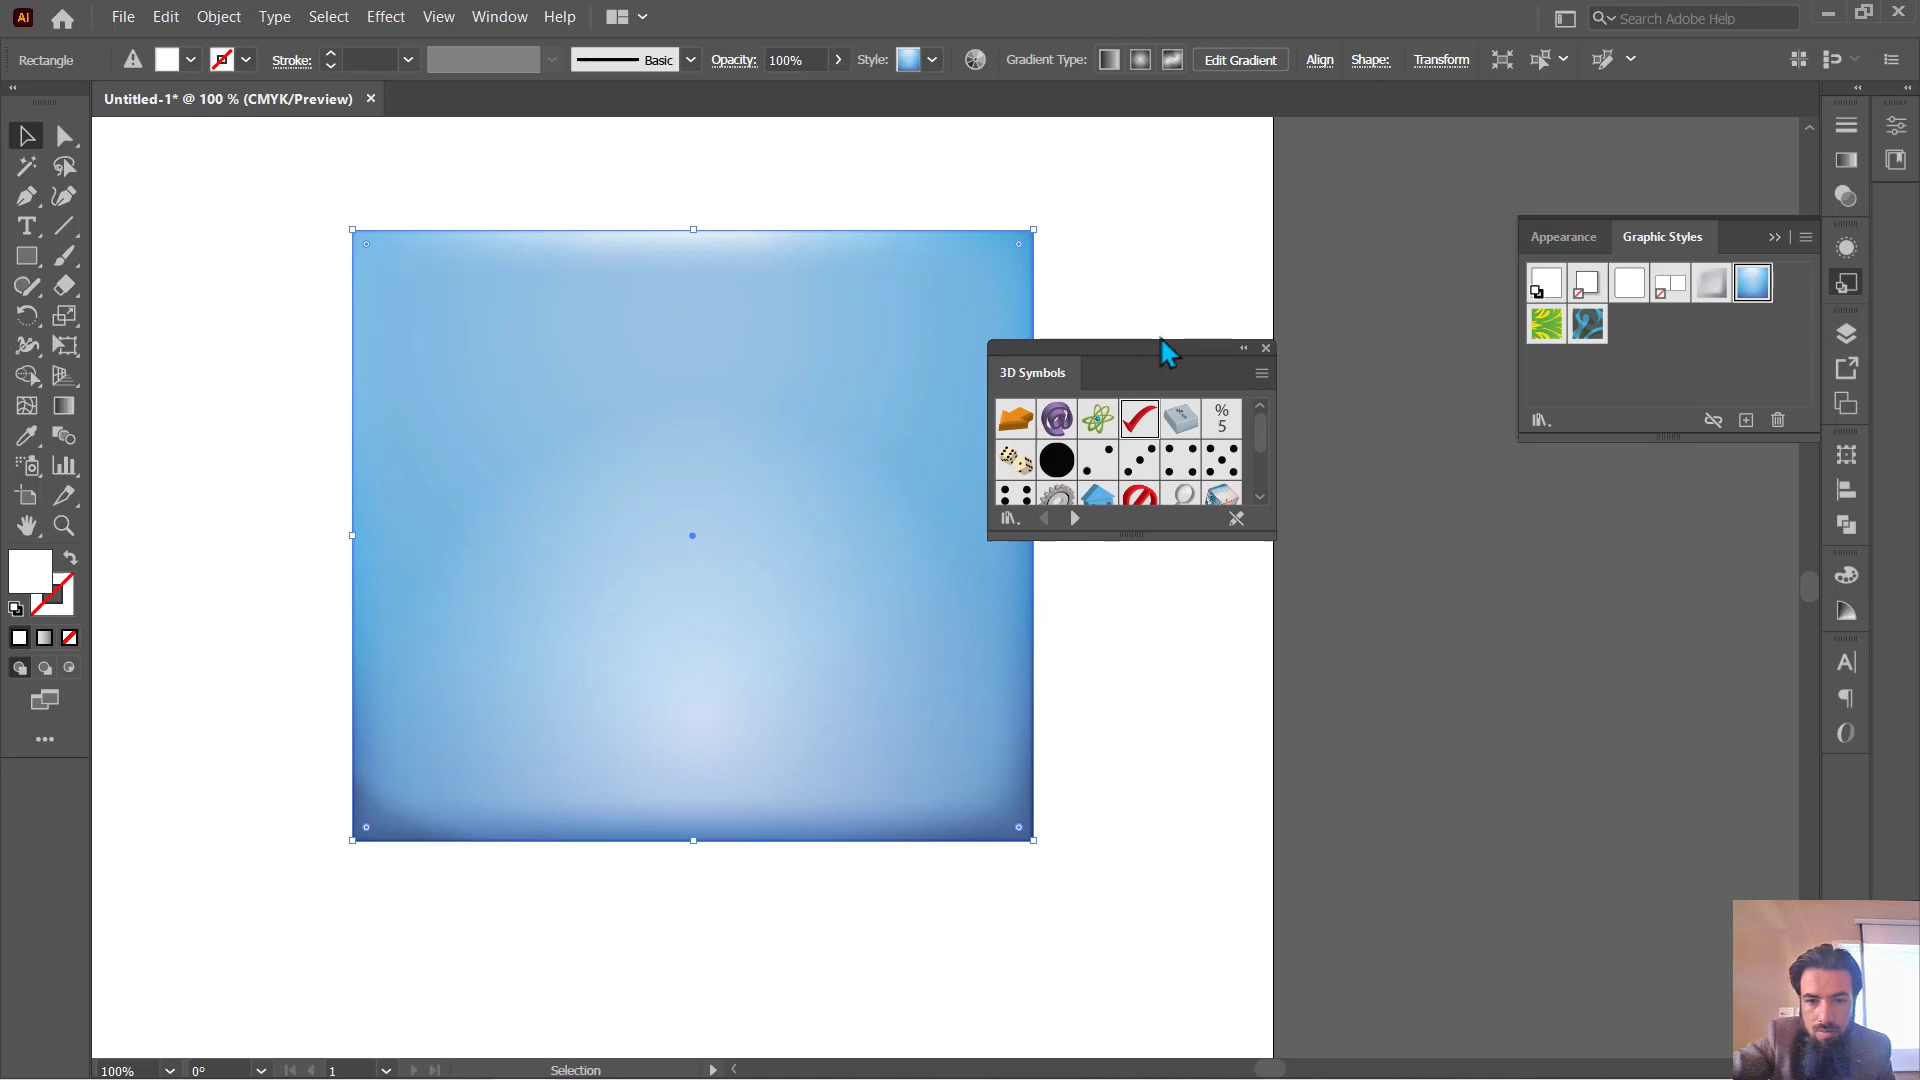 Ai File Edit Object Type Select Effect View Window Help Search Adobe Help
Rectangle Stroke: Basic Opacity: 100% Style: Gradient Type: Edit Gradient Align Shape: Transform
Untitled-1* @ 100 % (CMYK/Preview)
Appearance Graphic Styles
3D Symbols
%
5
100% 0° 1 Selection